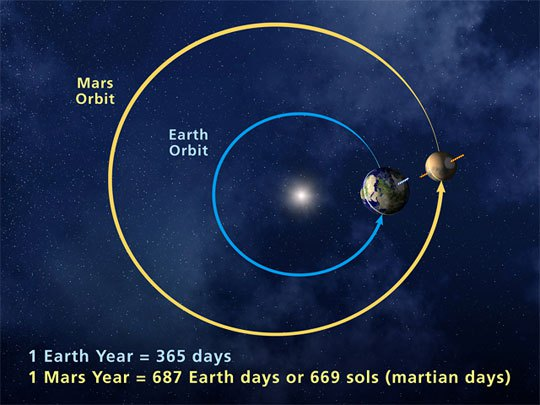 Mars
Orbit
Earth
Orbit
1 Earth Year = 365 days
1 Mars Year = 687 Earth days or 669 sols (martian days)